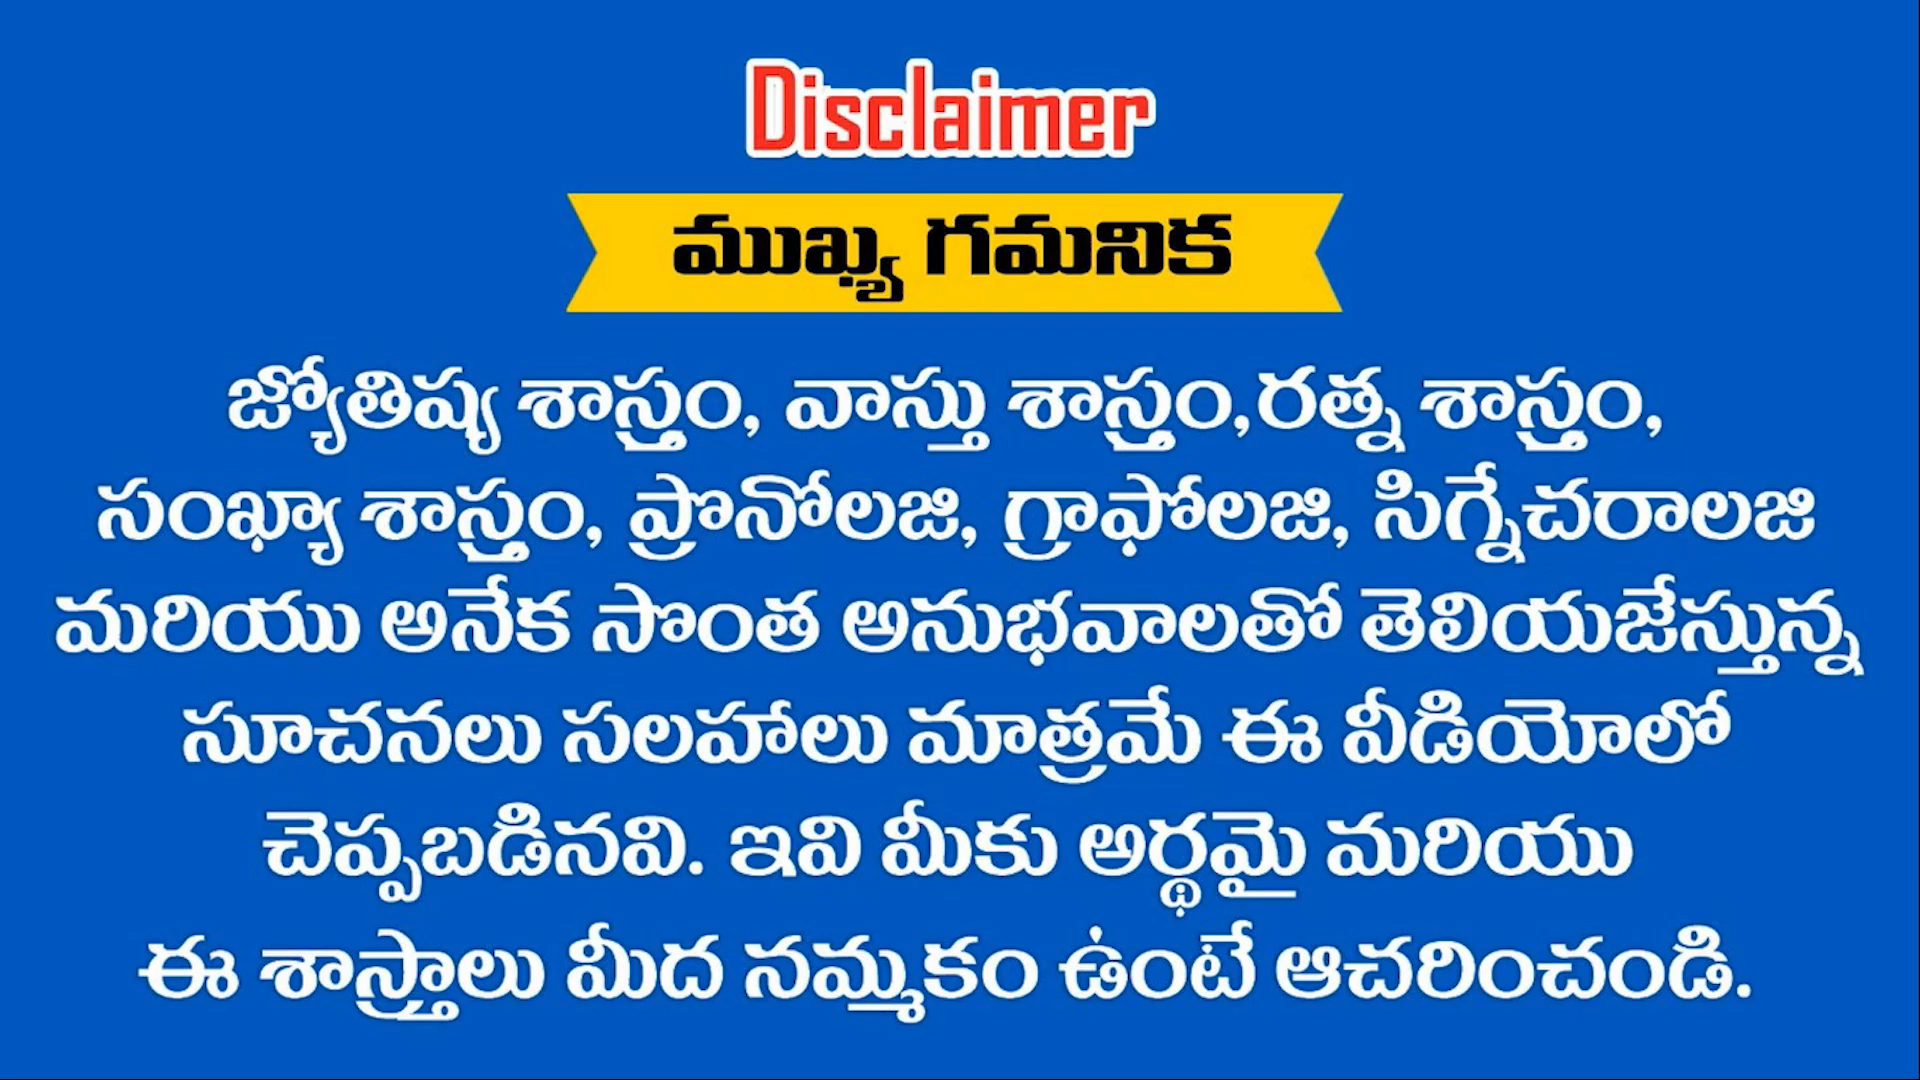 Disclaimer
ముఖ్య గమనిక
జ్యోతిష్య శాస్త్రం, వాస్తు శాస్త్రం,రత్న శాస్త్రం,
సంఖ్యా శాస్త్రం, ప్రొనోలజి, గ్రాఫోలజి, సిగ్నేచరాలజి
మరియు అనేక సొంత అనుభవాలతో తెలియజేస్తున్న
సూచనలు సలహాలు మాత్రమే ఈ వీడియోలో
చెప్పబడినవి. ఇవి మీకు అర్థమై మరియు
ఈ శాస్త్రాలు మీద నమ్మకం ఉంటే ఆచరించండి.